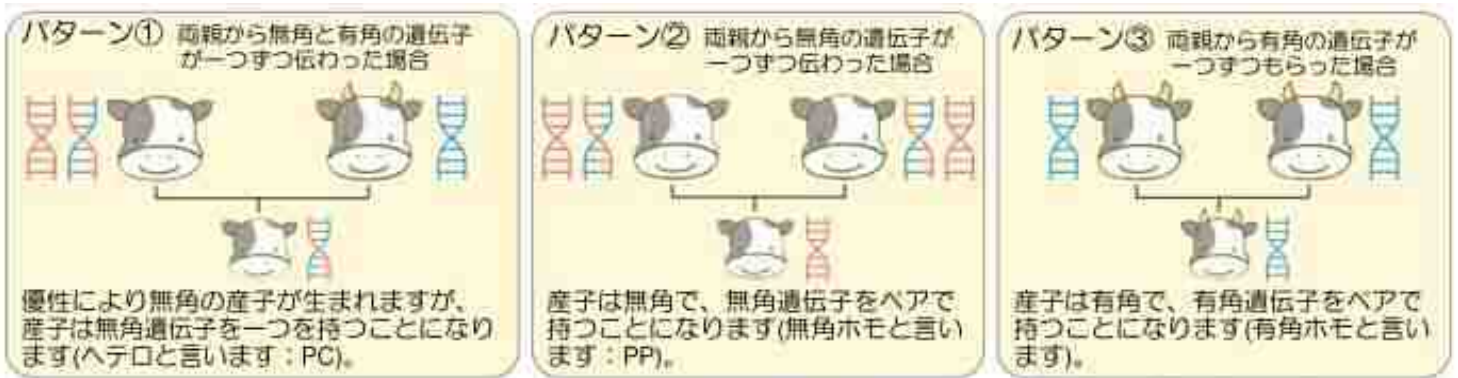 パターン① 両親から無角と有角の遺伝子
が一つずつ伝わった場合
優性により無角の産子が生まれますが、
産子は無角遺伝子を一つを持つことになり
ます(ヘテロと言います：PC)。
パターン② 両親から無角の遺伝子が
一つずつ伝わった場合
産子は無角で、無角遺伝子をペアで
持つことになります(無角ホモと言い
ます：PP)。
パターン③ 両親から有角の遺伝子が
一つずつもらった場合
産子は有角で、有角遺伝子をペアで
持つことになります(有角ホモと言い
ます)。